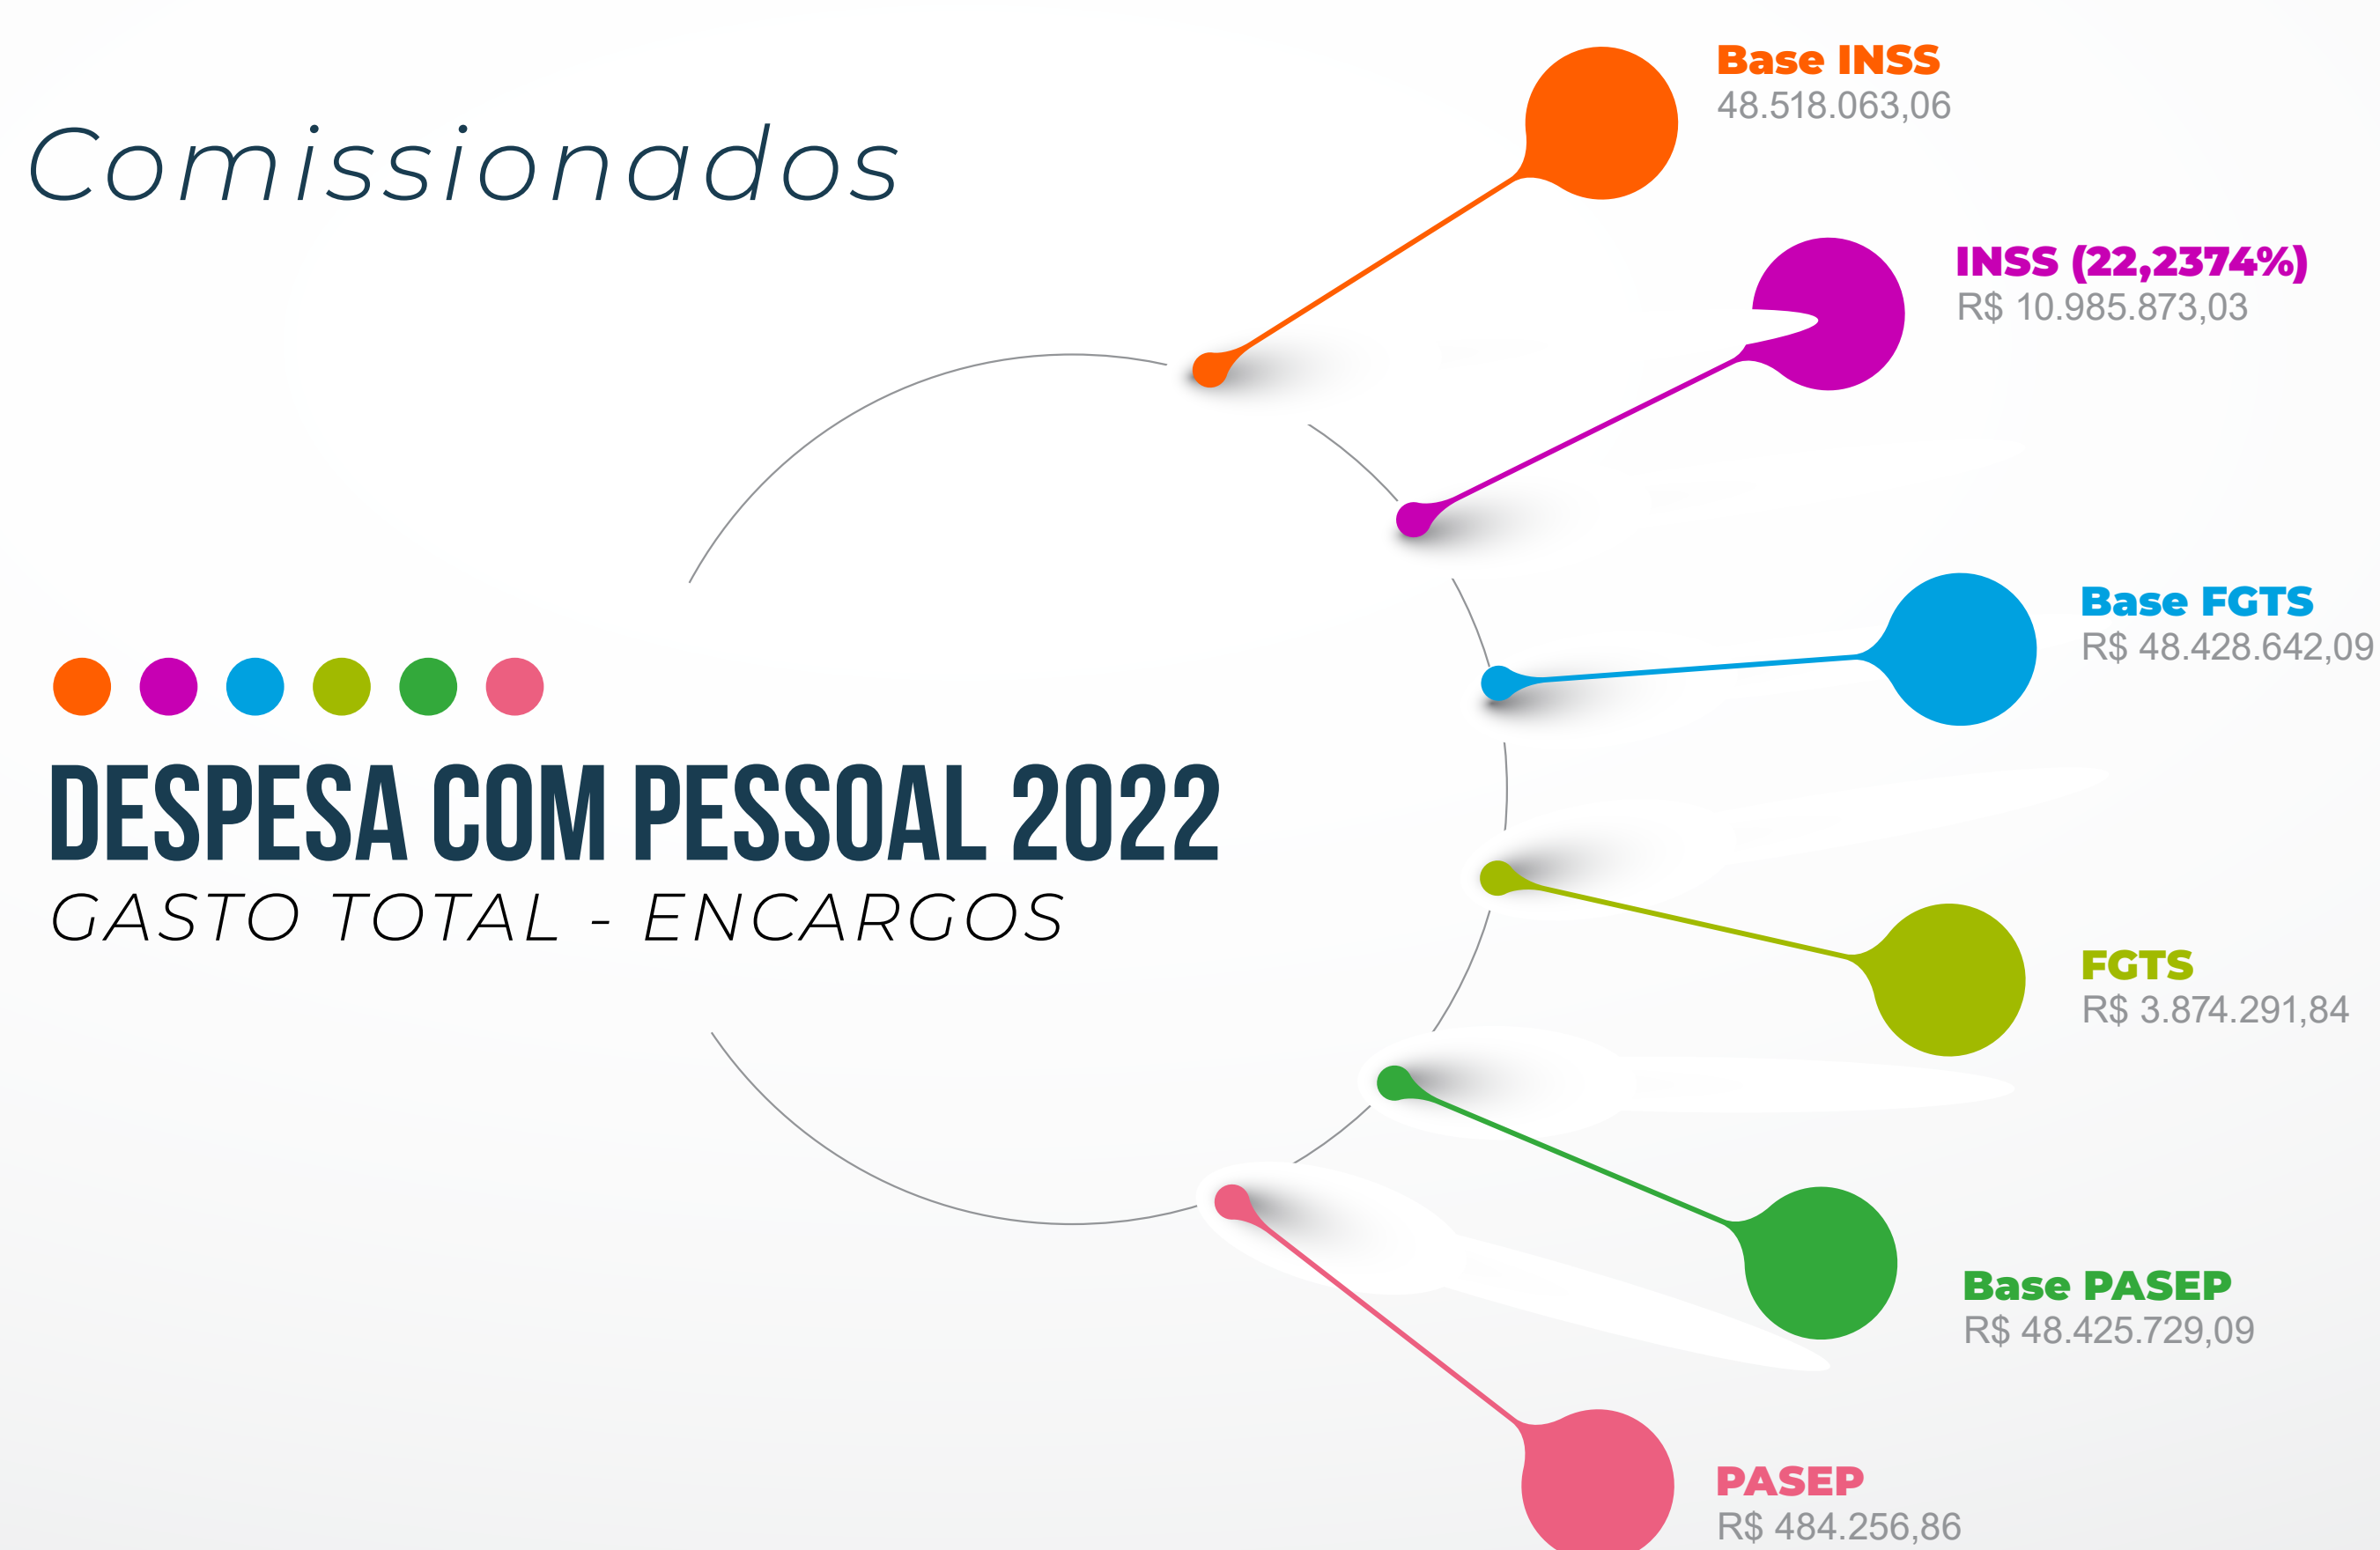 Comissionados
DESPESA COM PESSOAL 2022
GASTO TOTAL - ENCARGOS
Base INSS
48.518.063,06
INSS (22,2374%)
R$ 10.985.873,03
Base FGTS
R$ 48.428.642,09
FGTS
R$ 3.874.291,84
Base PASEP
R$ 48.425.729,09
PASEP
R$ 484.256,86